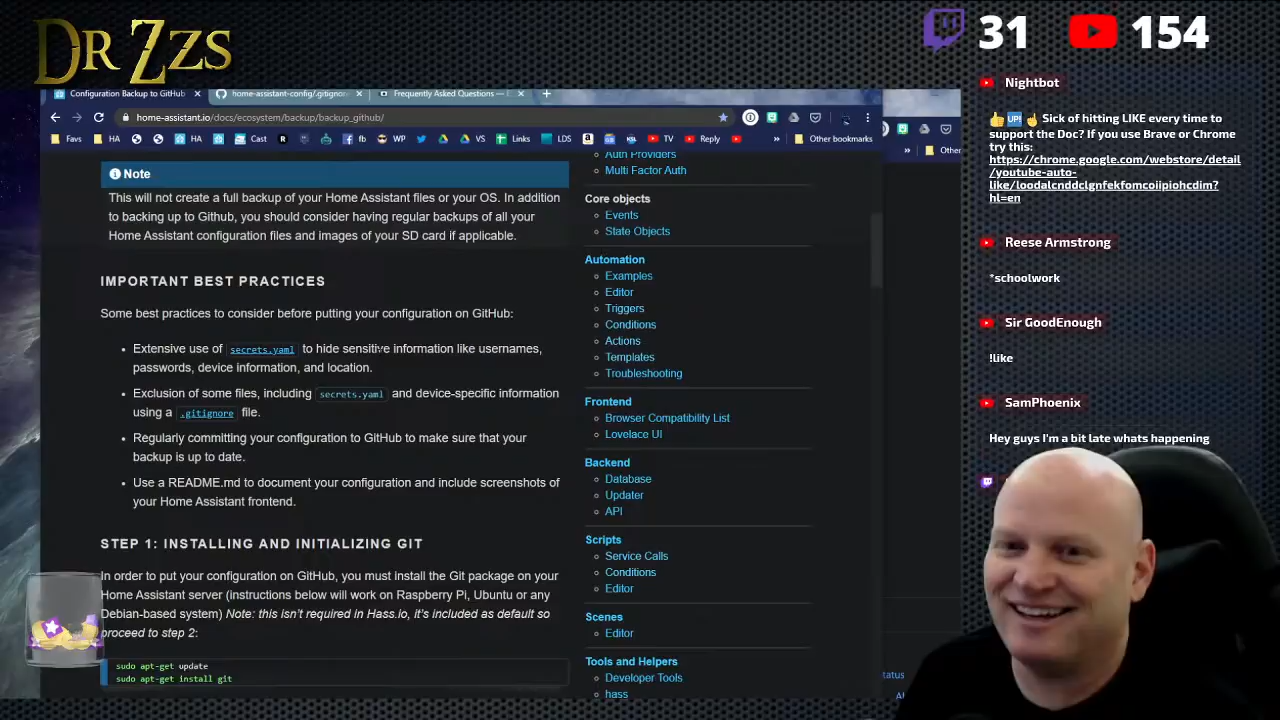 DR ZZS
31
154
Configuration Backup to GitHub
home-assistant-config/.gitignore
Frequently Asked Questions —
home-assistant.io/docs/ecosystem/backup/backup_github/
Favs
HA
HA
Cast
fb
WP
VS
Links
LDS
TV
Reply
»
Other bookmarks
»
Other
Note
This will not create a full backup of your Home Assistant files or your OS. In addition
to backing up to Github, you should consider having regular backups of all your
Home Assistant configuration files and images of your SD card if applicable.
IMPORTANT BEST PRACTICES
Some best practices to consider before putting your configuration on GitHub:
Extensive use of secrets.yaml to hide sensitive information like usernames,
passwords, device information, and location.
Exclusion of some files, including secrets.yaml and device-specific information
using a .gitignore file.
Regularly committing your configuration to GitHub to make sure that your
backup is up to date.
Use a README.md to document your configuration and include screenshots of
your Home Assistant frontend.
STEP 1: INSTALLING AND INITIALIZING GIT
In order to put your configuration on GitHub, you must install the Git package on your
Home Assistant server (instructions below will work on Raspberry Pi, Ubuntu or any
Debian-based system) Note: this isn't required in Hass.io, it's included as default so
proceed to step 2:
sudo apt-get update
sudo apt-get install git
Auth Providers
Multi Factor Auth
Core objects
Events
State Objects
Automation
Examples
Editor
Triggers
Conditions
Actions
Templates
Troubleshooting
Frontend
Browser Compatibility List
Lovelace UI
Backend
Database
Updater
API
Scripts
Service Calls
Conditions
Editor
Scenes
Editor
Tools and Helpers
Developer Tools
hass
Nightbot
👍 UP! ☝ Sick of hitting LIKE every time to
support the Doc? If you use Brave or Chrome
try this:
https://chrome.google.com/webstore/detail
/youtube-auto-
like/loodalcnddclgnfekfomcoiipiohcdim?
hl=en
Reese Armstrong
*schoolwork
Sir GoodEnough
!like
SamPhoenix
Hey guys I'm a bit late whats happening